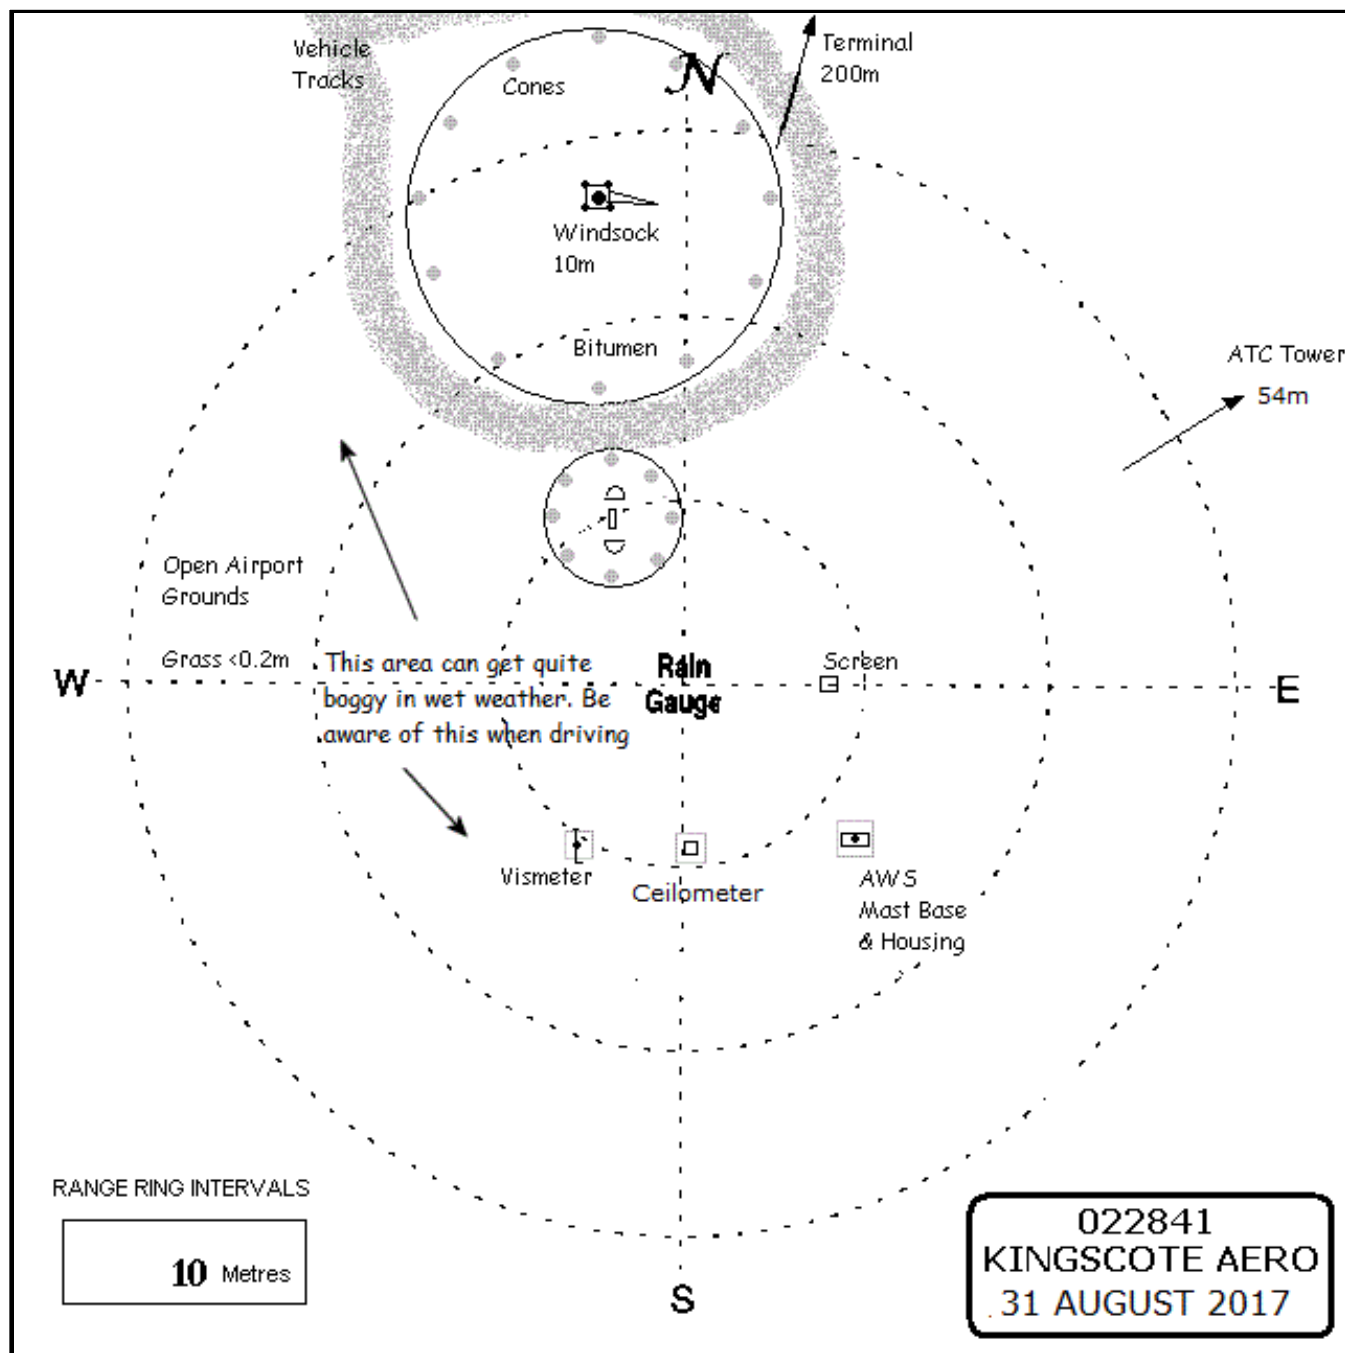 Vehicle
Tracks
Cones
N
Terminal
200m
Windsock
10m
Bitumen
ATC Tower
54m
Open Airport
Grounds
Grass <0.2m
This area can get quite
boggy in wet weather. Be
aware of this when driving
W
Rain
Gauge
Screen
E
Vismeter
Ceilometer
AWS
Mast Base
& Housing
S
RANGE RING INTERVALS
10 Metres
022841
KINGSCOTE AERO
31 AUGUST 2017